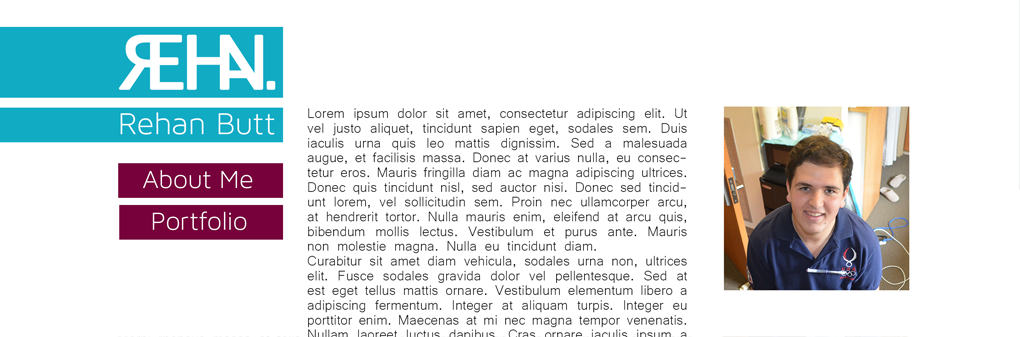 REHAN.
Rehan Butt
About Me
Portfolio
Lorem ipsum dolor sit amet, consectetur adipiscing elit. Ut
vel justo aliquet, tincidunt sapien eget, sodales sem. Duis
iaculis urna quis leo mattis dignissim. Sed a malesuada
augue, et facilisis massa. Donec at varius nulla, eu consec-
tetur eros. Mauris fringilla diam ac magna adipiscing ultrices.
Donec quis tincidunt nisl, sed auctor nisi. Donec sed tincid-
unt lorem, vel sollicitudin sem. Proin nec ullamcorper arcu,
at hendrerit tortor. Nulla mauris enim, eleifend at arcu quis,
bibendum mollis lectus. Vestibulum et purus ante. Mauris
non molestie magna. Nulla eu tincidunt diam.
Curabitur sit amet diam vehicula, sodales urna non, ultrices
elit. Fusce sodales gravida dolor vel pellentesque. Sed at
est eget tellus mattis ornare. Vestibulum elementum libero a
adipiscing fermentum. Integer at aliquam turpis. Integer eu
porttitor enim. Maecenas at mi nec magna tempor venenatis.
Nullam laoreet luctus dapibus. Cras ornare iaculis ipsum a